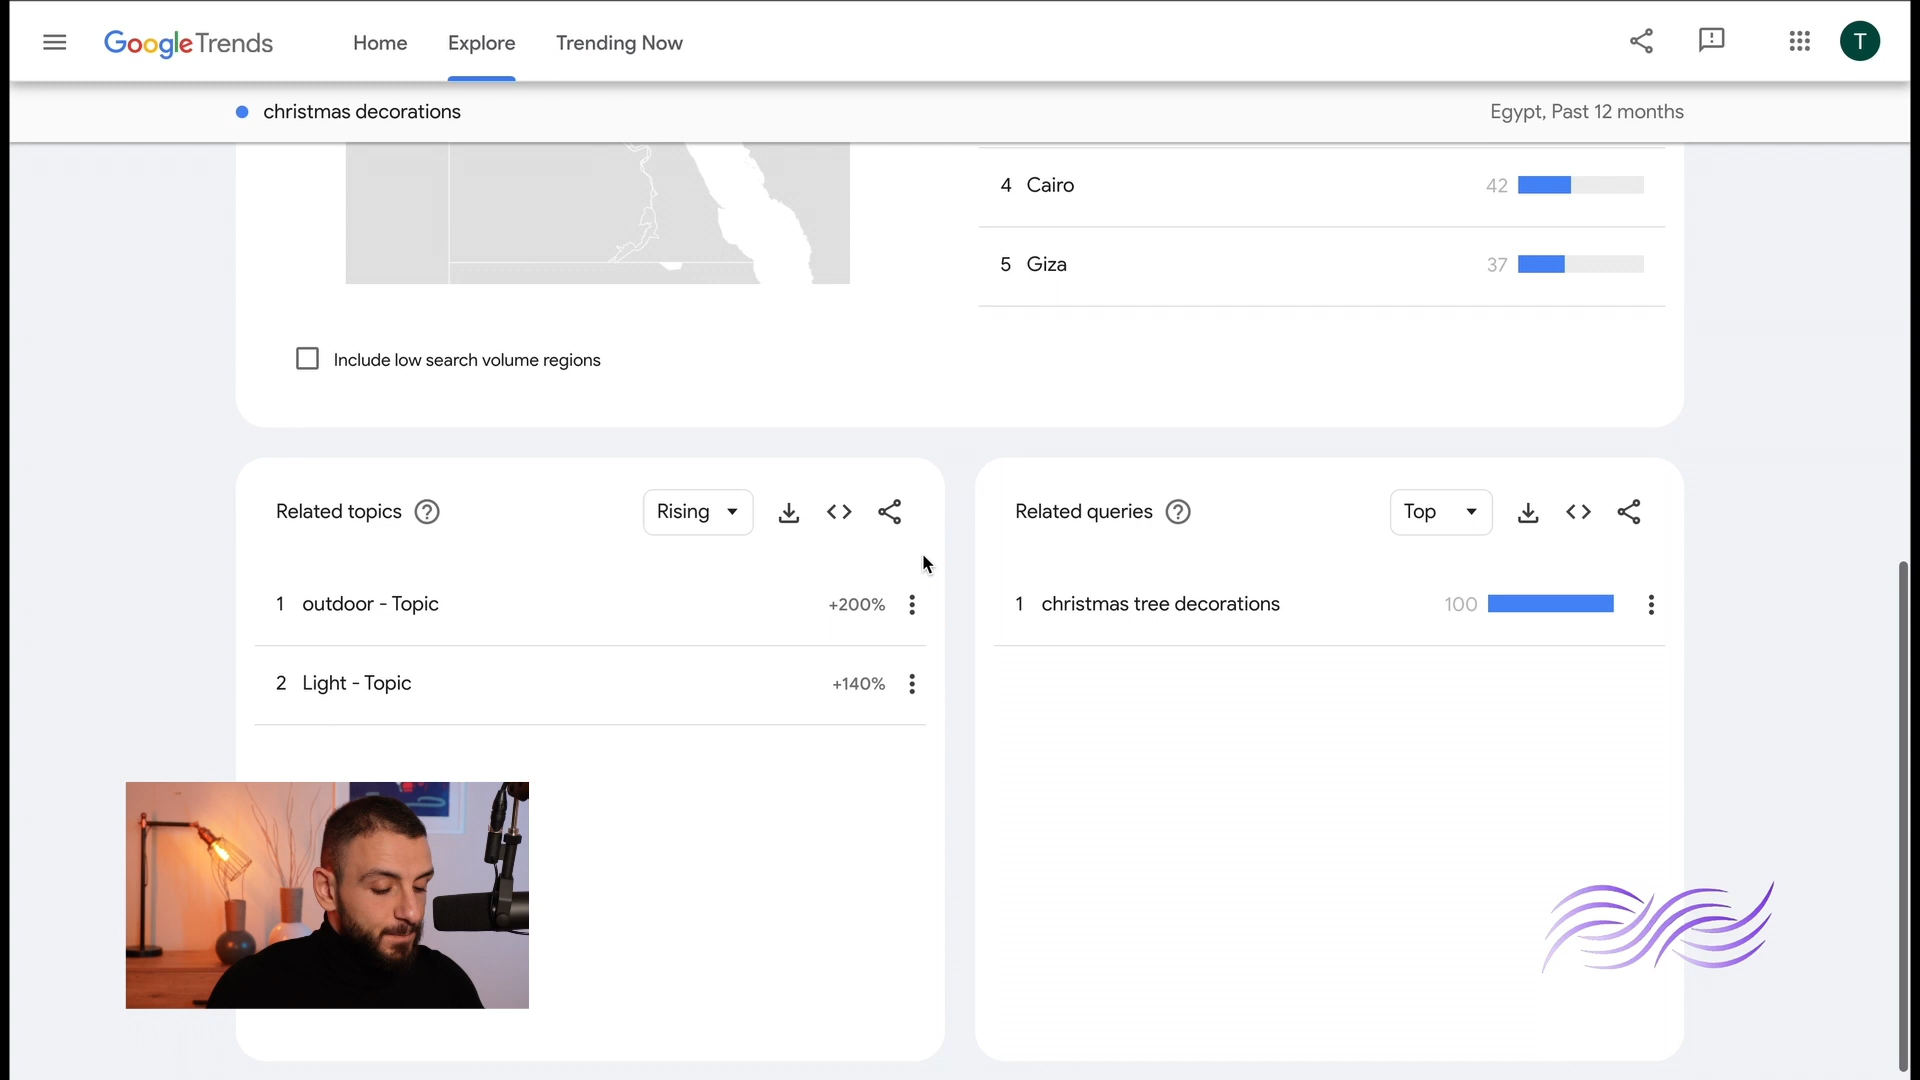 Google Trends
Home
Explore
Trending Now
T
christmas decorations
Egypt, Past 12 months
4 Cairo 42
5 Giza 37
Include low search volume regions
Related topics
Rising
1 outdoor - Topic +200%
2 Light - Topic +140%
Related queries
Top
1 christmas tree decorations 100